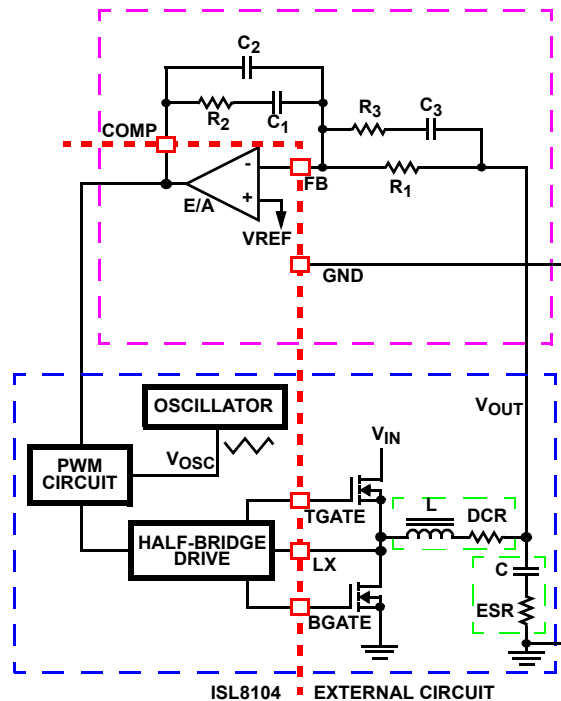 C2
R2
C1
R3
C3
COMP
-
FB
R1
E/A
+
VREF
GND
VOUT
OSCILLATOR
VIN
VOSC
PWM
CIRCUIT
TGATE
L
DCR
HALF-BRIDGE
DRIVE
LX
C
BGATE
ESR
ISL8104
EXTERNAL CIRCUIT